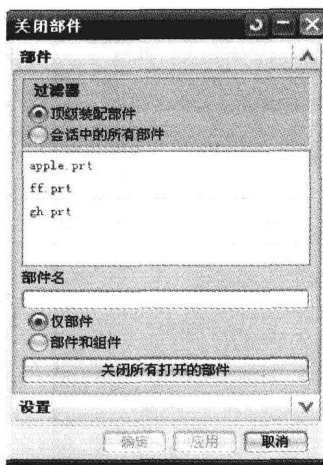 关闭部件
部件
过滤器
顶级装配部件
会话中的所有部件
apple.prt
ff.prt
gh.prt
部件名
仅部件
部件和组件
关闭所有打开的部件
设置
确定 应用 取消